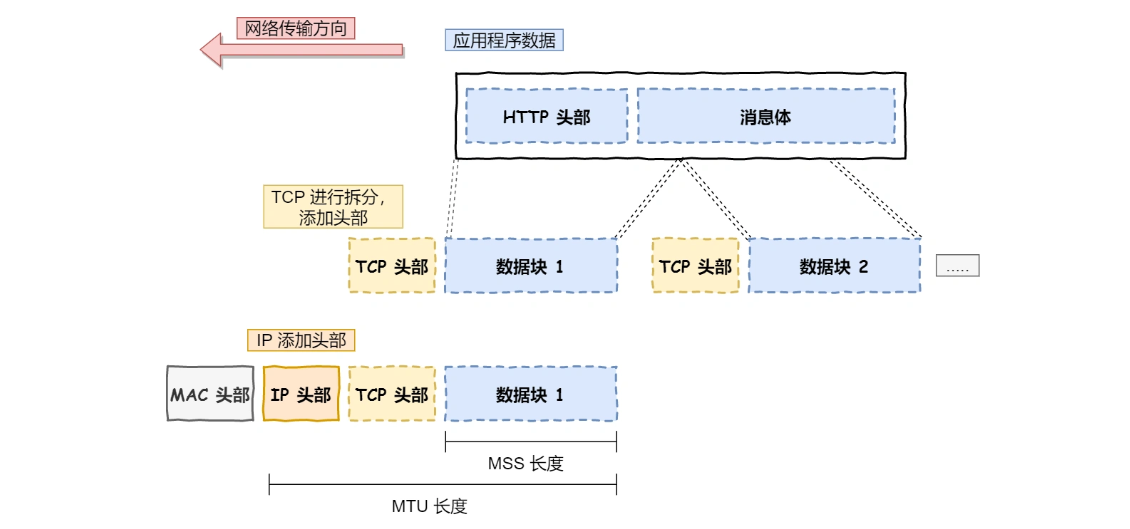 网络传输方向
应用程序数据
HTTP 头部
消息体
TCP 进行拆分，
添加头部
TCP 头部
数据块 1
TCP 头部
数据块 2
.....
IP 添加头部
MAC 头部
IP 头部
TCP 头部
数据块 1
MSS 长度
MTU 长度